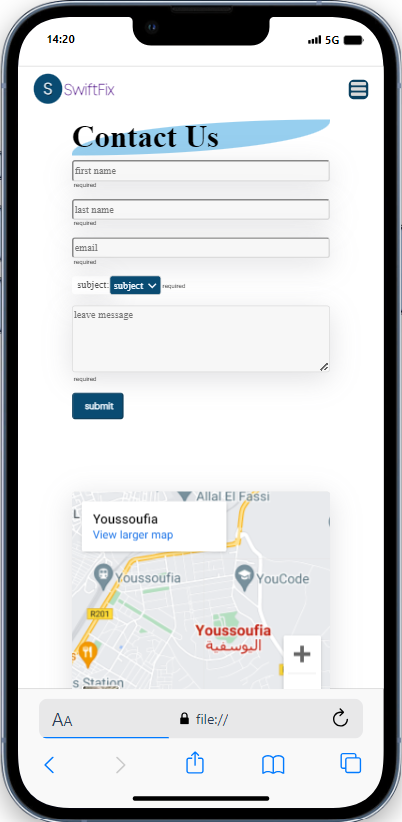 14:20
5G
S SwiftFix
Contact Us
first name
required
last name
required
email
required
subject: subject required
leave message
required
submit
Allal El Fassi
L
Youssoufia
View larger map
Youssoufia
YouCode
R201
Youssoufia
اليوسفية
s Station
+
AA
file://